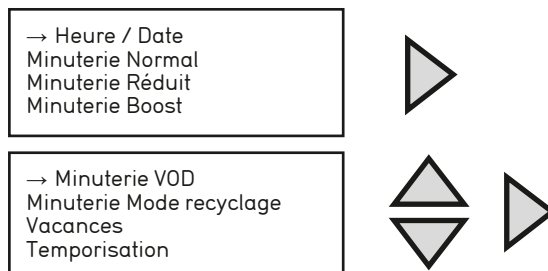 → Heure / Date
Minuterie Normal
Minuterie Réduit
Minuterie Boost
→ Minuterie VOD
Minuterie Mode recyclage
Vacances
Temporisation